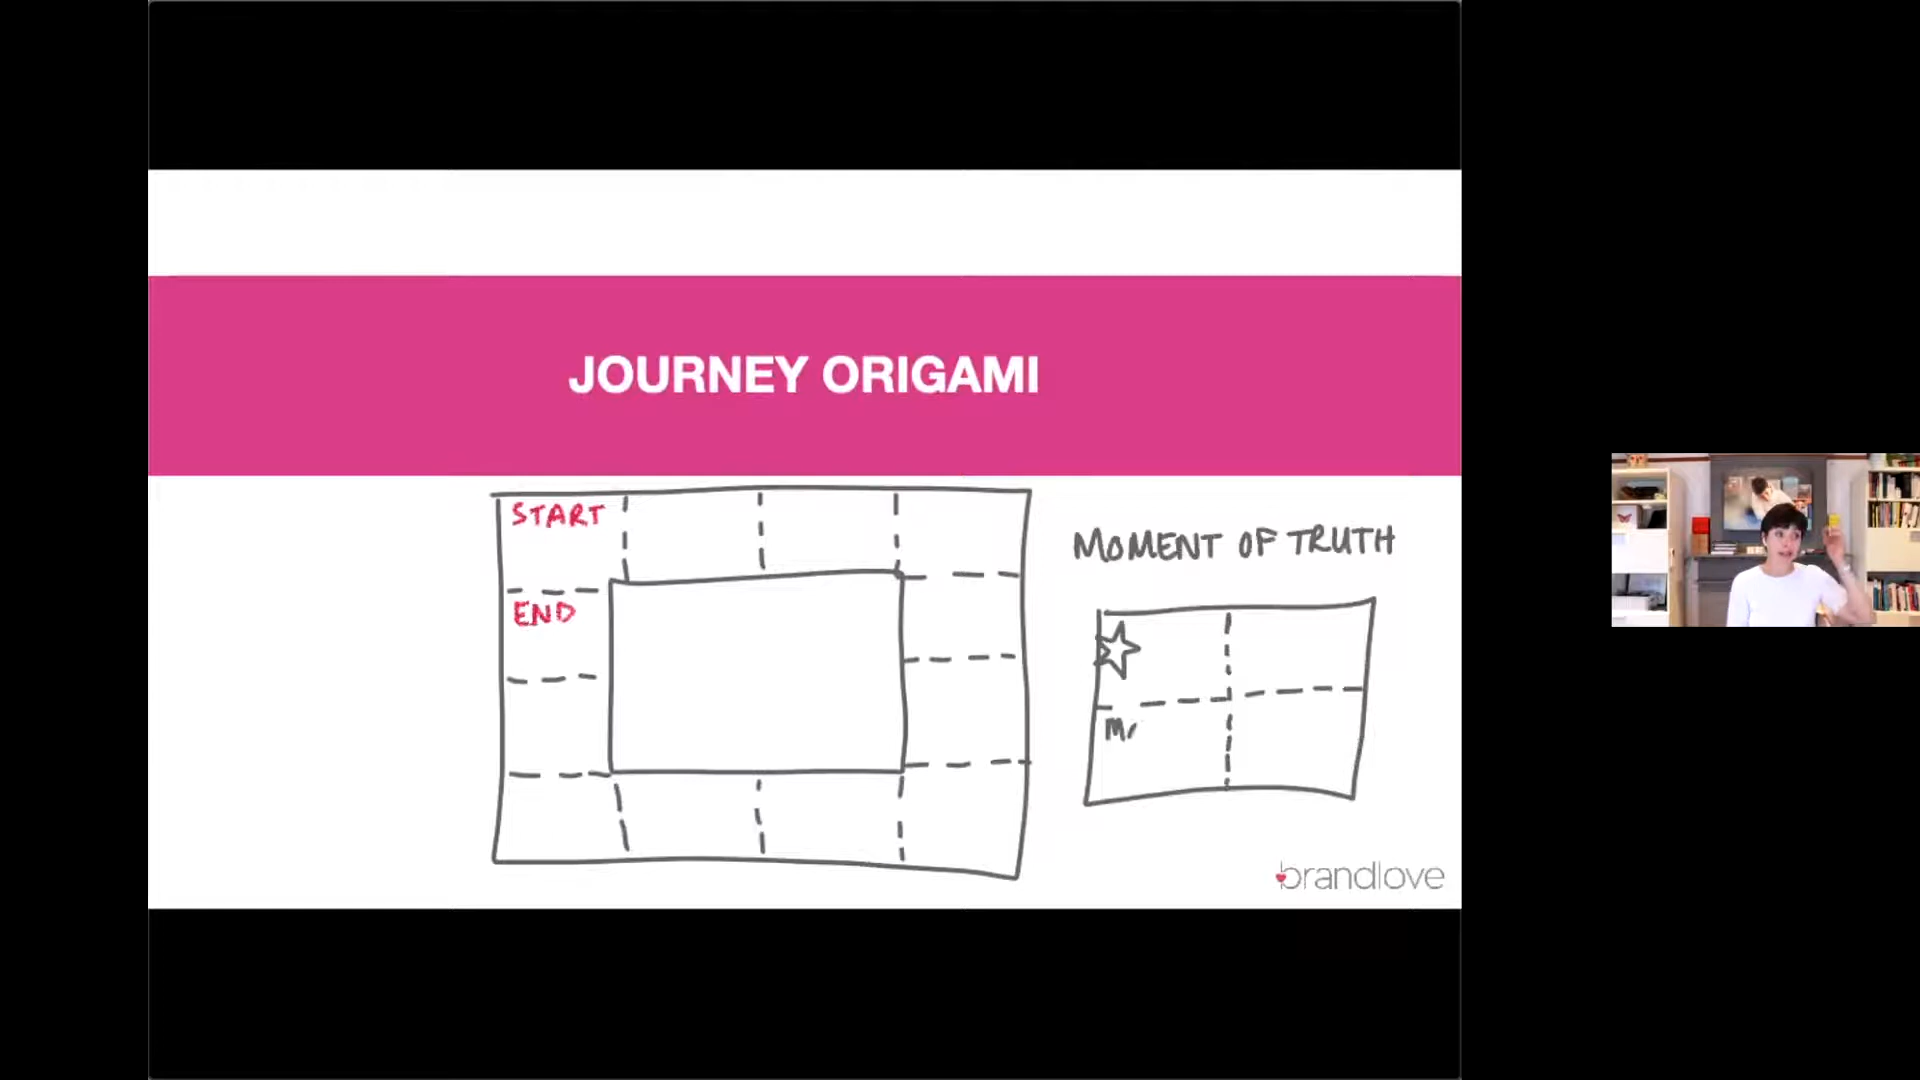 JOURNEY ORIGAMI
START
END
MOMENT OF TRUTH
brandlove